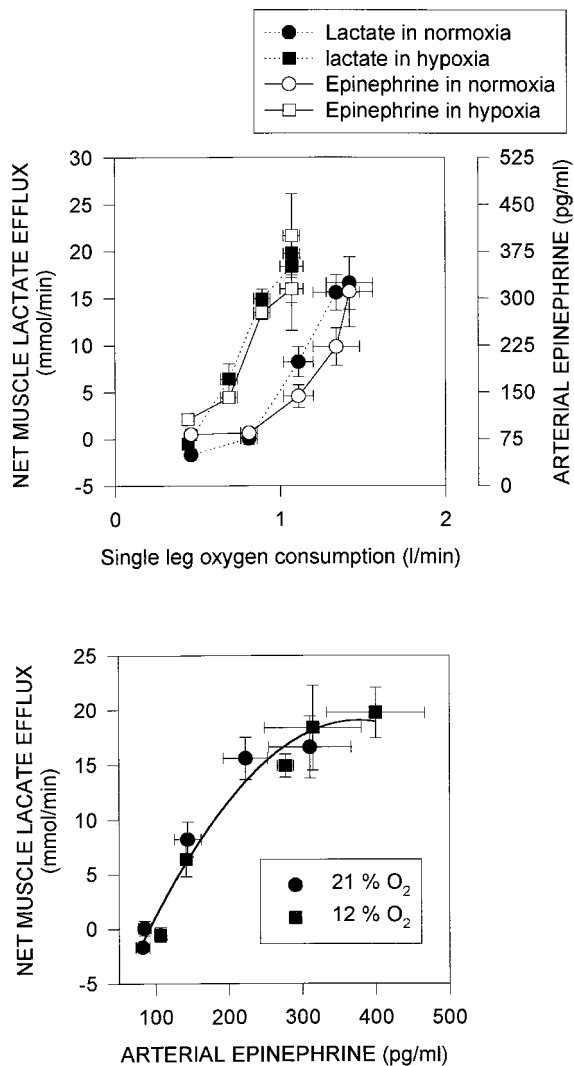 Lactate in normoxia
lactate in hypoxia
Epinephrine in normoxia
Epinephrine in hypoxia
NET MUSCLE LACTATE EFFLUX
(mmol/min)
30
25
20
15
10
5
0
-5
525
450
375
300
225
150
75
0
ARTERIAL EPINEPHRINE (pg/ml)
0
1
2
Single leg oxygen consumption (l/min)
NET MUSCLE LACATE EFFLUX
(mmol/min)
25
20
15
10
5
0
-5
21 % O₂
12 % O₂
100
200
300
400
500
ARTERIAL EPINEPHRINE (pg/ml)